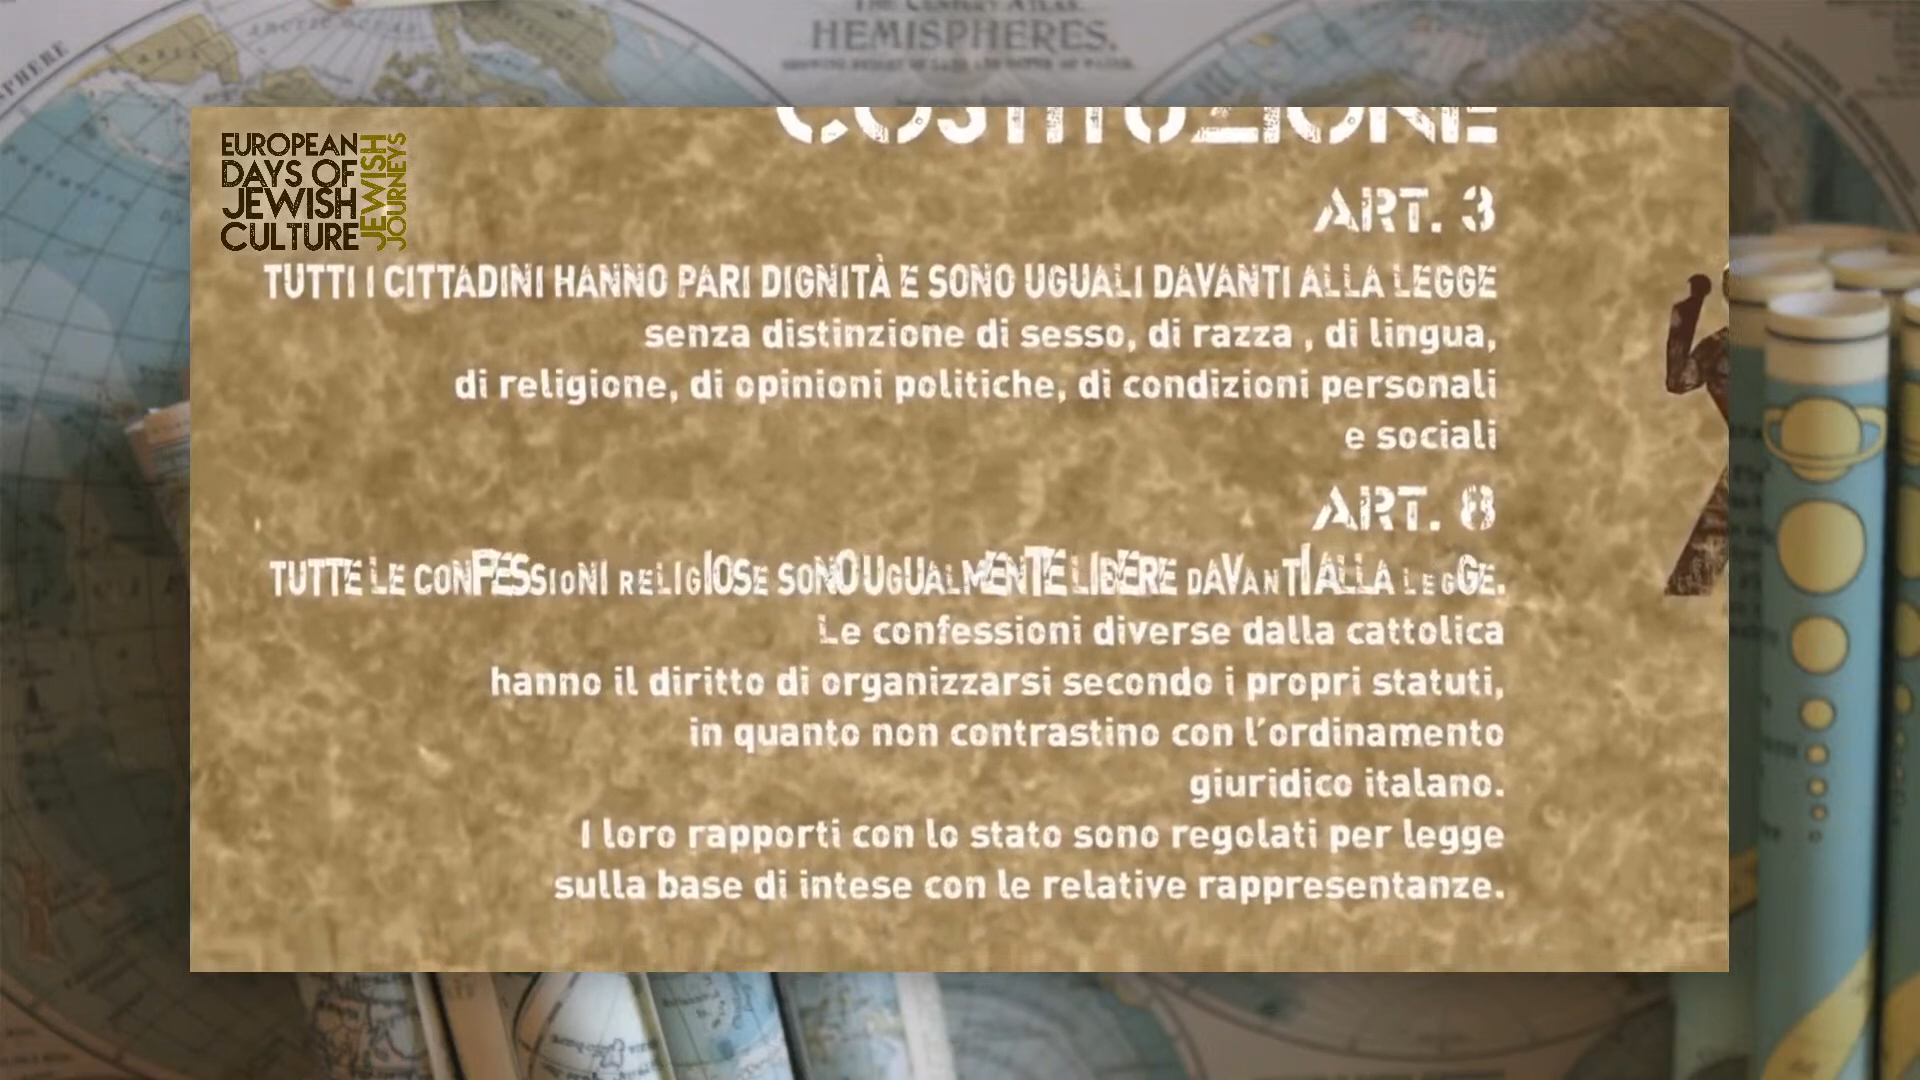 THE CENTURY ATLAS.
HEMISPHERES.
SPHERE
EUROPEAN
DAYS OF
JEWISH
CULTURE
JEWISH
JOURNEYS
COSTITUZIONE
ART. 3
TUTTI I CITTADINI HANNO PARI DIGNITÀ E SONO UGUALI DAVANTI ALLA LEGGE
senza distinzione di sesso, di razza , di lingua,
di religione, di opinioni politiche, di condizioni personali
e sociali
ART. 8
TUTTE LE CONFESSIONI RELIGIOSE SONO UGUALMENTE LIBERE DAVANTI ALLA LEGGE.
Le confessioni diverse dalla cattolica
hanno il diritto di organizzarsi secondo i propri statuti,
in quanto non contrastino con l'ordinamento
giuridico italano.
I loro rapporti con lo stato sono regolati per legge
sulla base di intese con le relative rappresentanze.